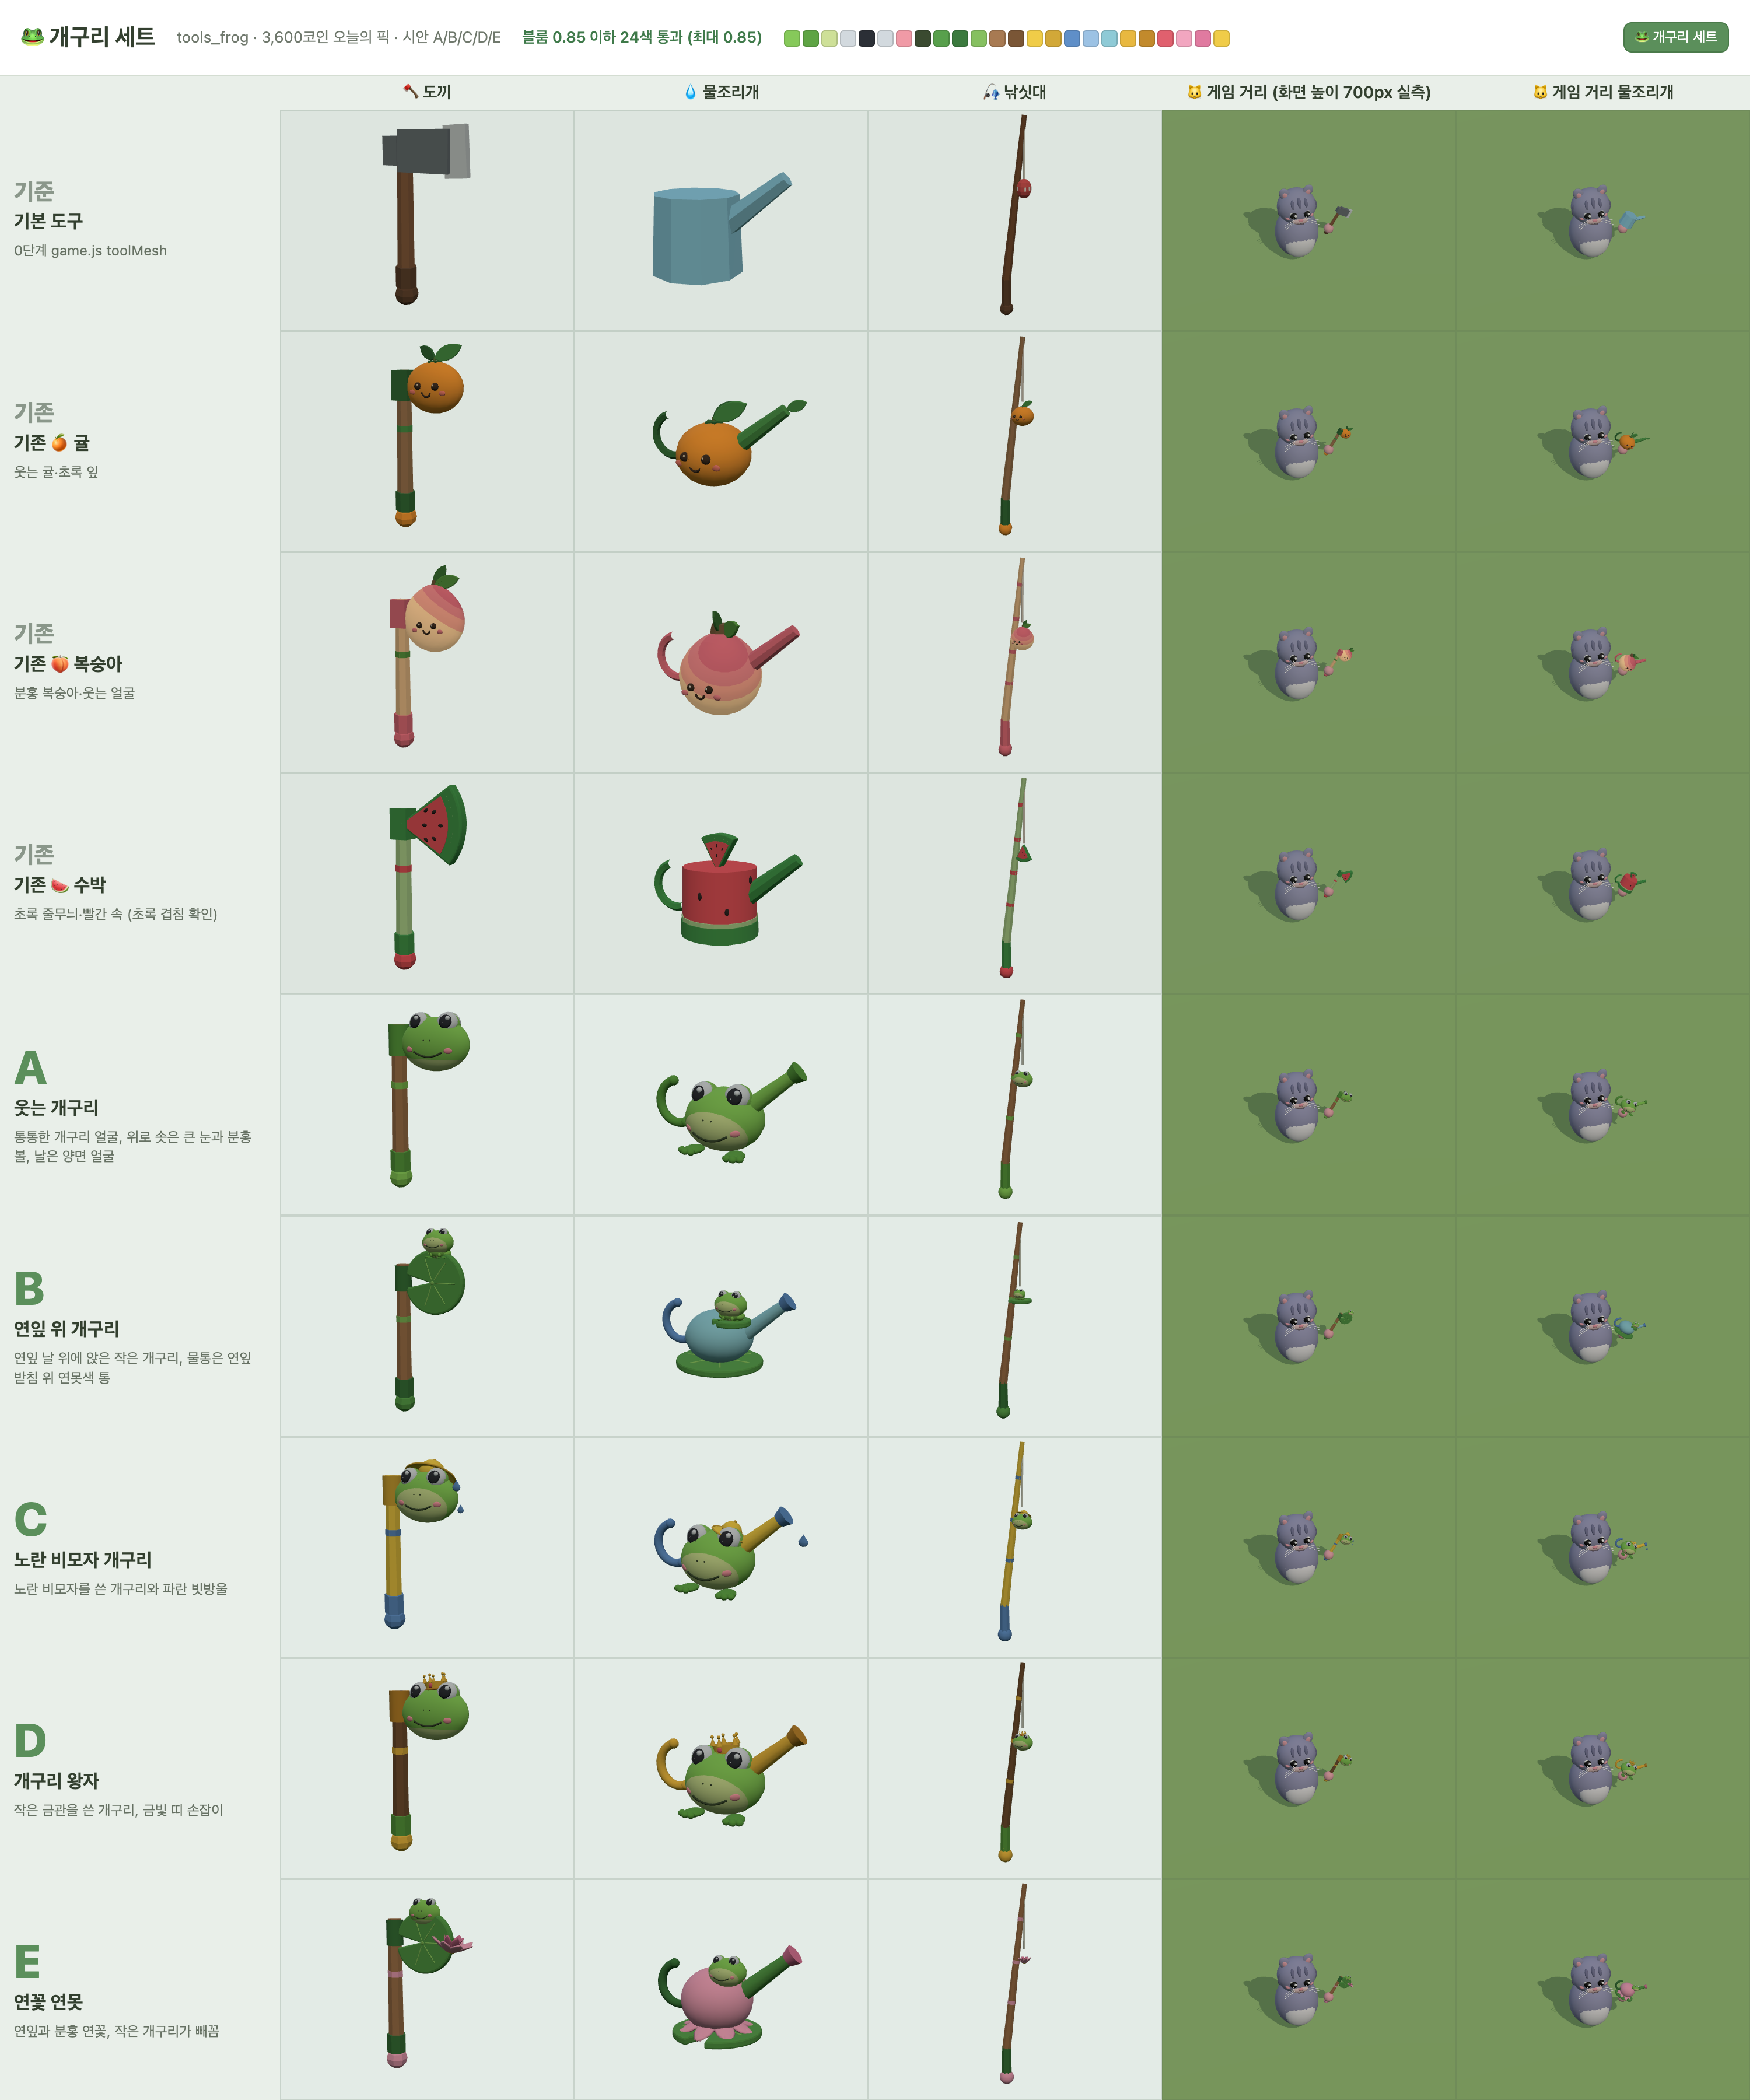 🐸 개구리 세트 tools_frog · 3,600코인 오늘의 픽 · 시안 A/B/C/D/E 블룸 0.85 이하 24색 통과 (최대 0.85) 🐸 개구리 세트
🪓 도끼 💧 물조리개 🎣 낚싯대 🐱 게임 거리 (화면 높이 700px 실측) 🐱 게임 거리 물조리개
기준
기본 도구
0단계 game.js toolMesh
기존
기존 🍊 귤
웃는 귤·초록 잎
기존
기존 🍑 복숭아
분홍 복숭아·웃는 얼굴
기존
기존 🍉 수박
초록 줄무늬·빨간 속 (초록 겹침 확인)
A
웃는 개구리
통통한 개구리 얼굴, 위로 솟은 큰 눈과 분홍
볼, 날은 양면 얼굴
B
연잎 위 개구리
연잎 날 위에 앉은 작은 개구리, 물통은 연잎
받침 위 연못색 통
C
노란 비모자 개구리
노란 비모자를 쓴 개구리와 파란 빗방울
D
개구리 왕자
작은 금관을 쓴 개구리, 금빛 띠 손잡이
E
연꽃 연못
연잎과 분홍 연꽃, 작은 개구리가 빼꼼